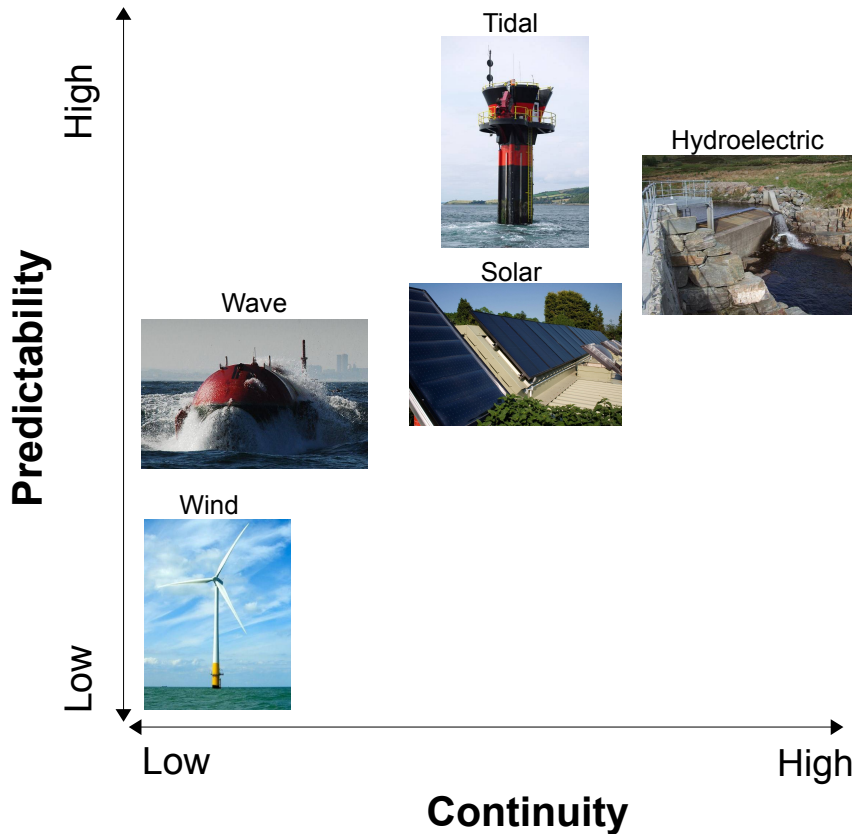 Tidal
High
Hydroelectric
Solar
Wave
Predictability
Wind
Low
Low
High
Continuity